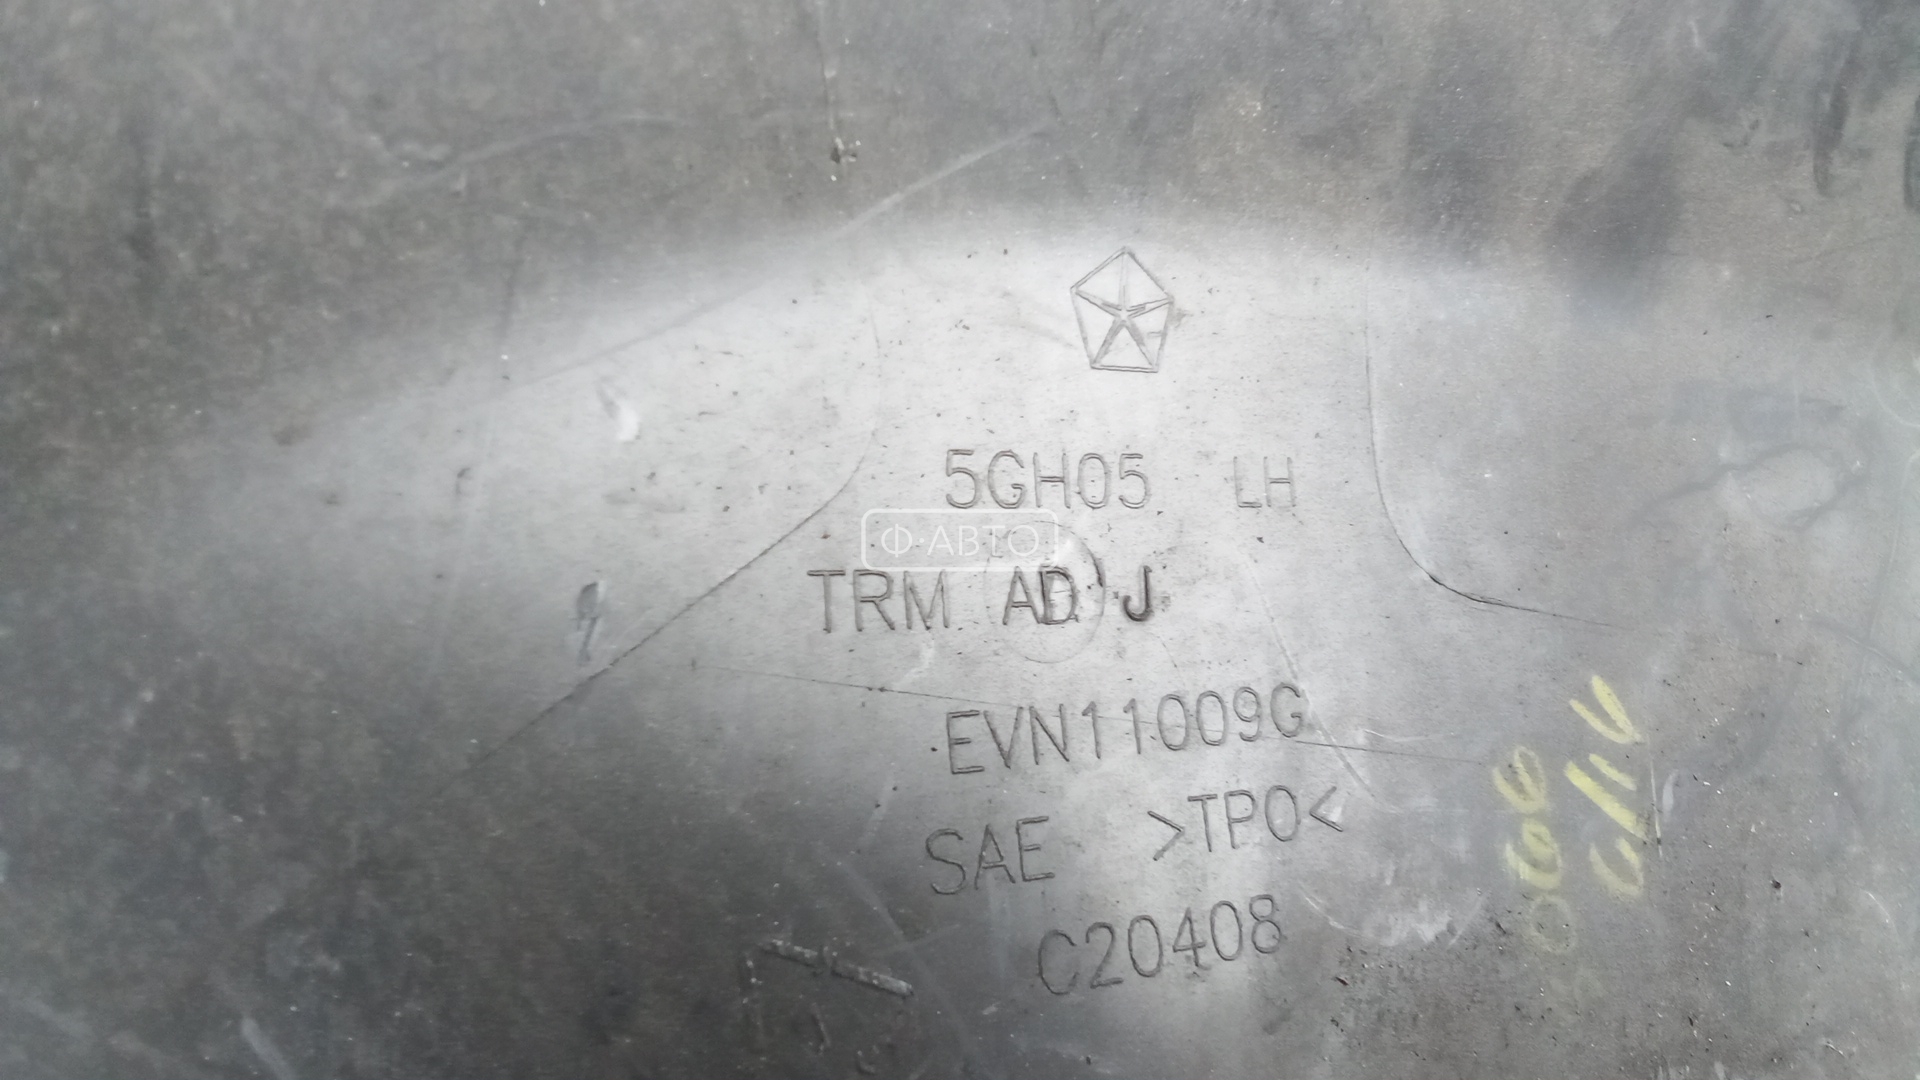 5GH05 LH
Ф·АВТО
TRM AD J
EVN11009G
SAE >TPO<
C20408